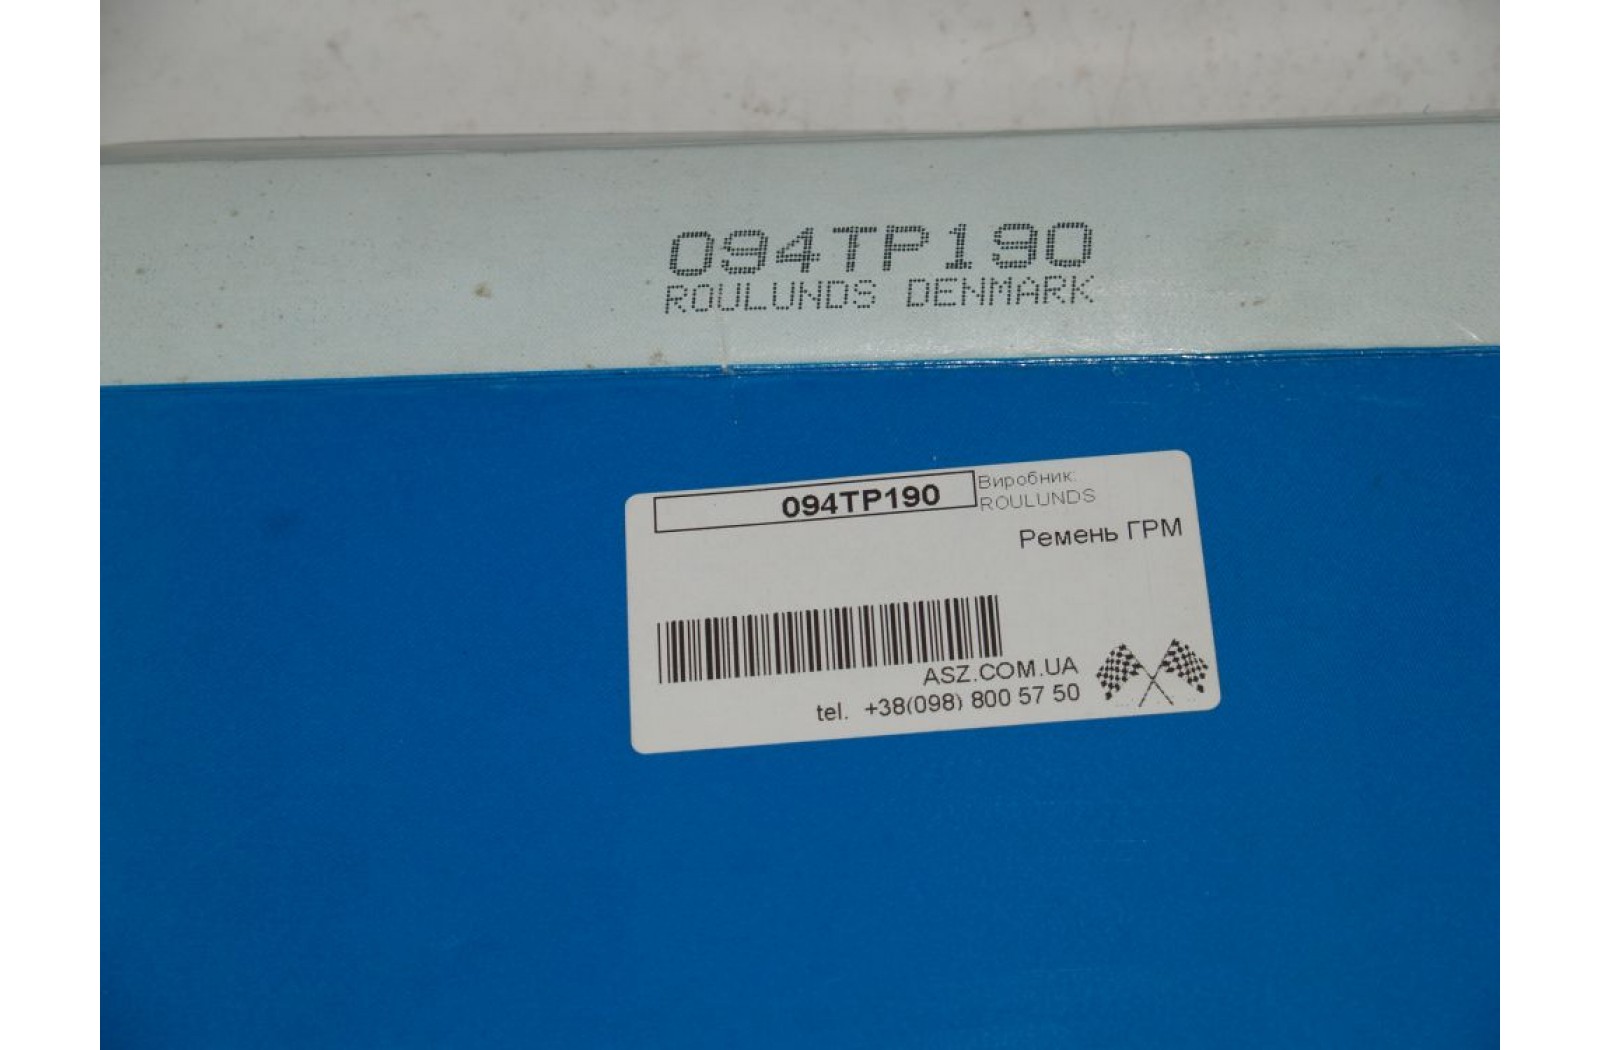 094TP190
ROULUNDS DENMARK
094TP190
Виробник:
ROULUNDS
Ремень ГРМ
ASZ.COM.UA
tel. +38(098) 800 57 50